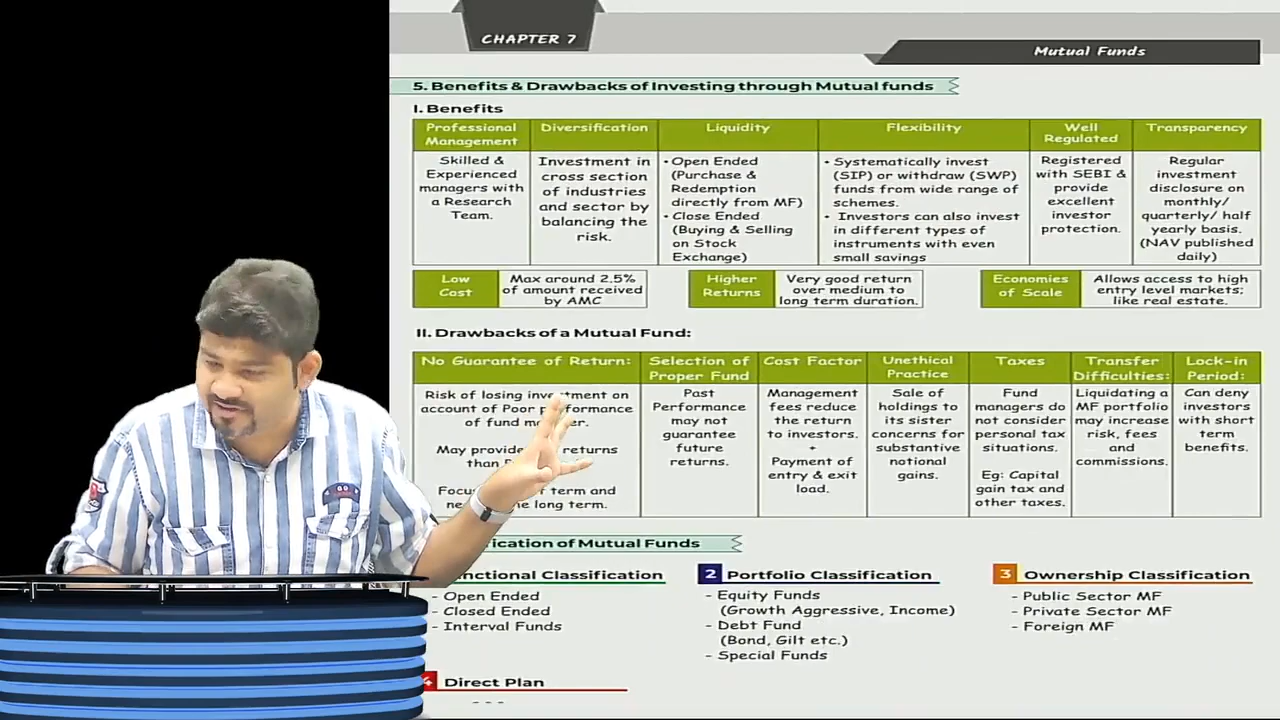 CHAPTER 7
Mutual Funds
5. Benefits & Drawbacks of Investing through Mutual funds
I. Benefits
Professional
Management
Skilled &
Experienced
managers with
a Research
Team.
Diversification
Investment in
cross section
of industries
and sector by
balancing the
risk.
Liquidity
• Open Ended
(Purchase &
Redemption
directly from MF)
• Close Ended
(Buying & Selling
on Stock
Exchange)
Flexibility
• Systematically invest
(SIP) or withdraw (SWP)
funds from wide range of
schemes.
• Investors can also invest
in different types of
instruments with even
small savings
Well
Regulated
Registered
with SEBI &
provide
excellent
investor
protection.
Transparency
Regular
investment
disclosure on
monthly/
quarterly/ half
yearly basis.
(NAV published
daily)
Low
Cost
Max around 2.5%
of amount received
by AMC
Higher
Returns
Very good return
over medium to
long term duration.
Economies
of Scale
Allows access to high
entry level markets;
like real estate.
II. Drawbacks of a Mutual Fund:
No Guarantee of Return:
Risk of losing investment on
account of Poor performance
of fund
May provide returns
than
term and
long term.
Selection of
Proper Fund
Past
Performance
may not
guarantee
future
returns.
Cost Factor
Management
fees reduce
the return
to investors.
+
Payment of
entry & exit
load.
Unethical
Practice
Sale of
holdings to
its sister
concerns for
substantive
notional
gains.
Taxes
Fund
managers do
not consider
personal tax
situations.
Eg: Capital
gain tax and
other taxes.
Transfer
Difficulties:
Liquidating a
MF portfolio
may increase
risk, fees
and
commissions.
Lock-in
Period:
Can deny
investors
with short
term
benefits.
of Mutual Funds
Classification
- Open Ended
- Closed Ended
- Interval Funds
2 Portfolio Classification
- Equity Funds
(Growth Aggressive, Income)
- Debt Fund
(Bond, Gilt etc.)
- Special Funds
3 Ownership Classification
- Public Sector MF
- Private Sector MF
- Foreign MF
4 Direct Plan